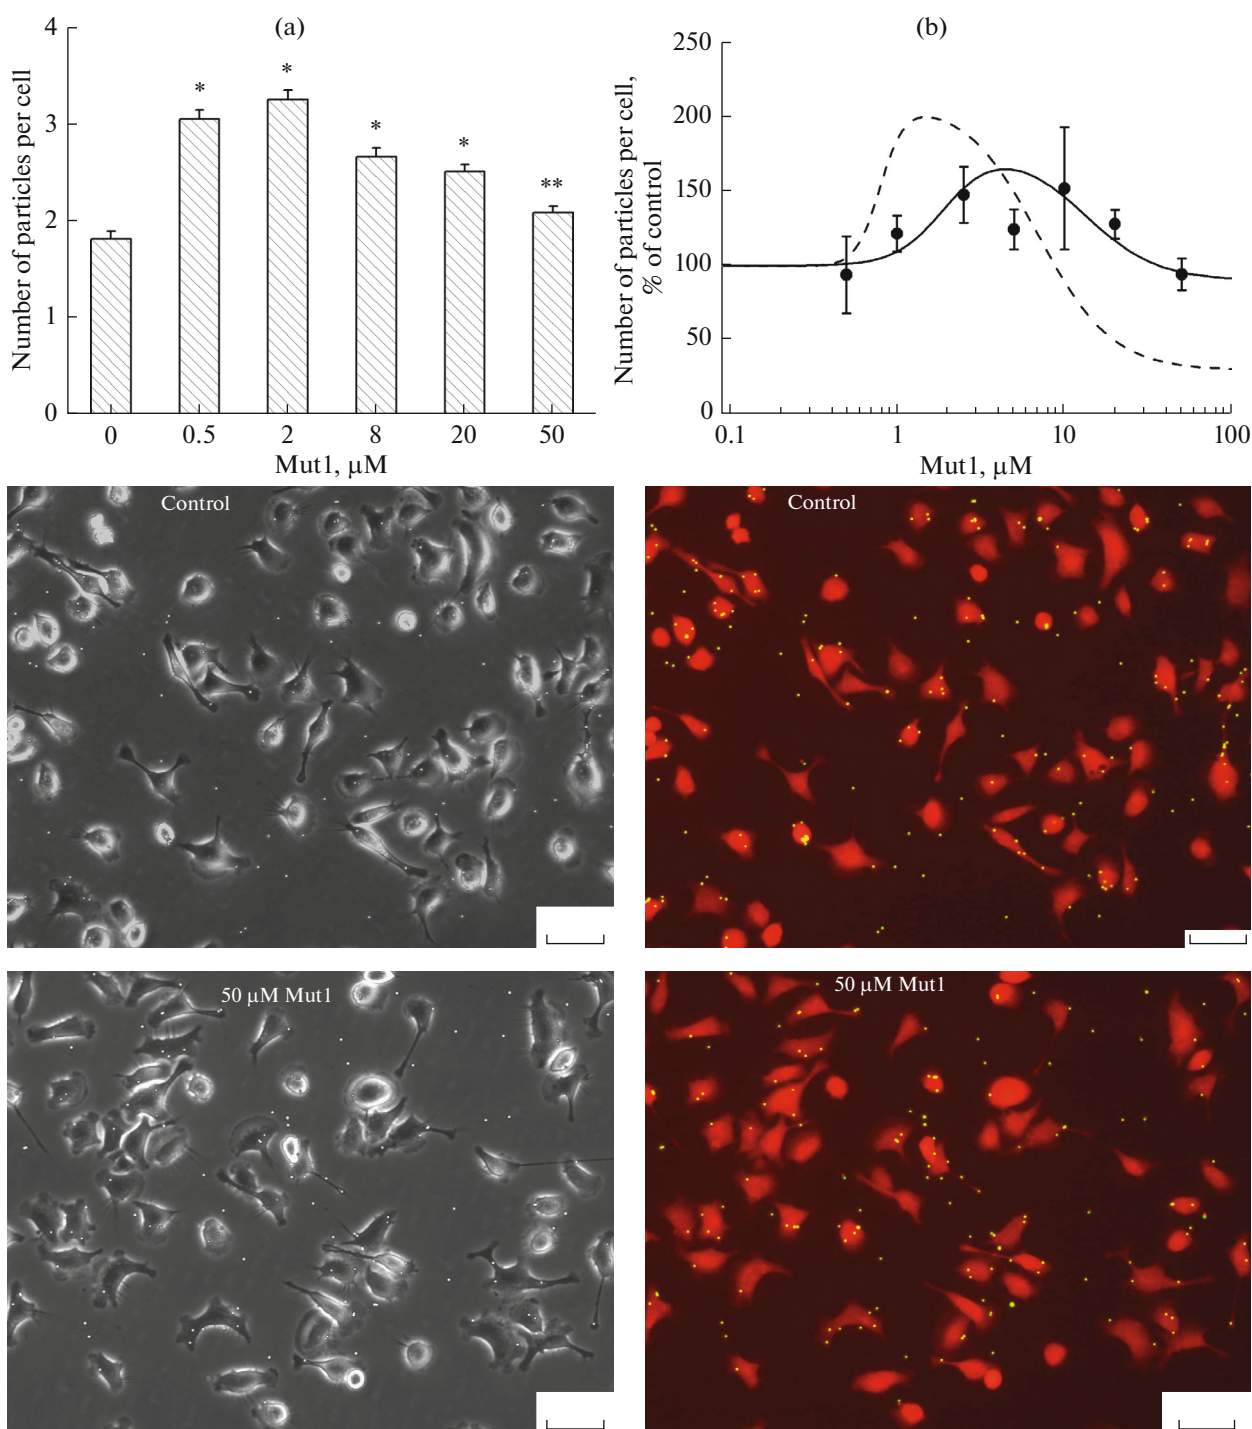 (a)
Number of particles per cell
4
3
2
1
0
*
*
*
*
**
0 0.5 2 8 20 50
Mut1, μM
(b)
Number of particles per cell,
% of control
250
200
150
100
50
0
0.1 1 10 100
Mut1, μM
Control
Control
50 μM Mut1
50 μM Mut1